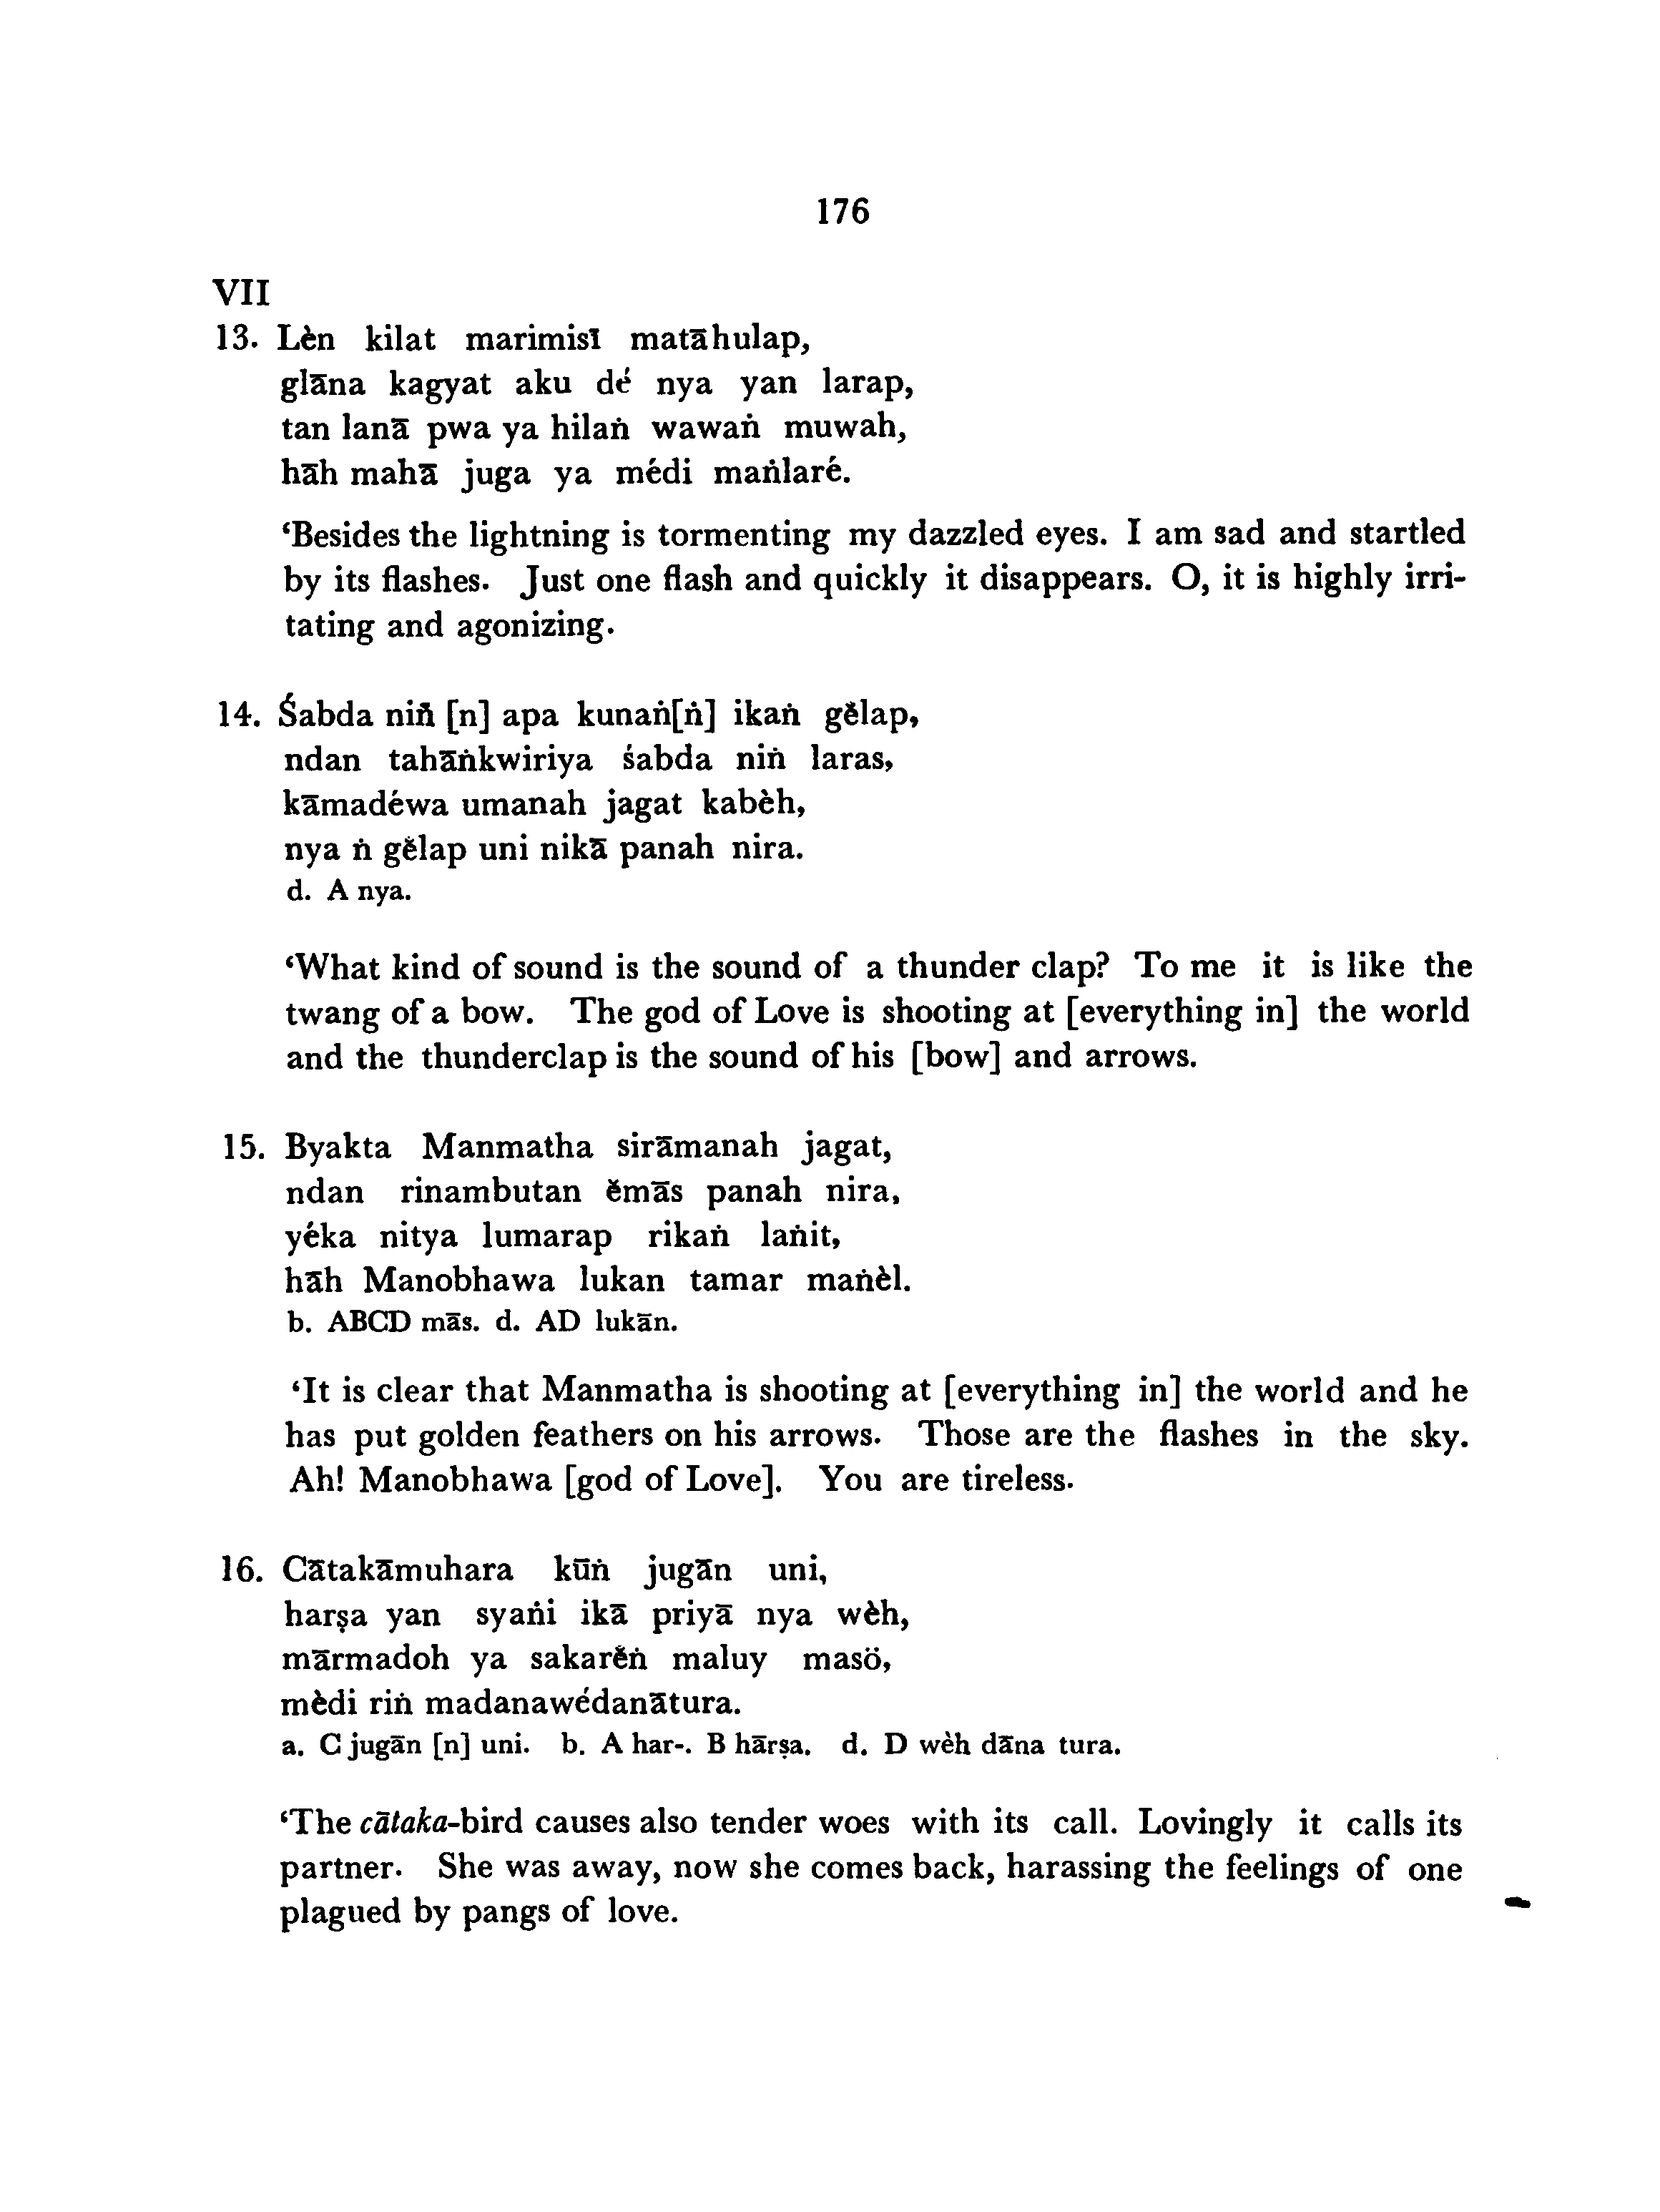 176
VII
13. Lèn kilat marimisī matāhulap,
glāna kagyat aku dé nya yan larap,
tan lanā pwa ya hilaṅ wawaṅ muwah,
hāh mahā juga ya médi maṅlaré.
‘Besides the lightning is tormenting my dazzled eyes. I am sad and startled
by its flashes. Just one flash and quickly it disappears. O, it is highly irri-
tating and agonizing.
14. Śabda niṅ [n] apa kunaṅ[ṅ] ikaṅ gĕlap,
ndan tahāṅkwiriya śabda niṅ laras,
kāmadéwa umanah jagat kabèh,
nya ṅ gĕlap uni nikā panah nira.
d. A nya.
‘What kind of sound is the sound of a thunder clap? To me it is like the
twang of a bow. The god of Love is shooting at [everything in] the world
and the thunderclap is the sound of his [bow] and arrows.
15. Byakta Manmatha sirāmanah jagat,
ndan rinambutan ĕmās panah nira,
yéka nitya lumarap rikaṅ laṅit,
hāh Manobhawa lukan tamar maṅèl.
b. ABCD mās. d. AD lukān.
‘It is clear that Manmatha is shooting at [everything in] the world and he
has put golden feathers on his arrows. Those are the flashes in the sky.
Ah! Manobhawa [god of Love]. You are tireless.
16. Cātakāmuhara kūṅ jugān uni,
harṣa yan syaṅi ikā priyā nya wèh,
mārmadoh ya sakarĕṅ maluy masö,
mèdi riṅ madanawédanātura.
a. C jugān [n] uni. b. A har-. B hārṣa. d. D wèh dāna tura.
‘The cātaka-bird causes also tender woes with its call. Lovingly it calls its
partner. She was away, now she comes back, harassing the feelings of one
plagued by pangs of love.